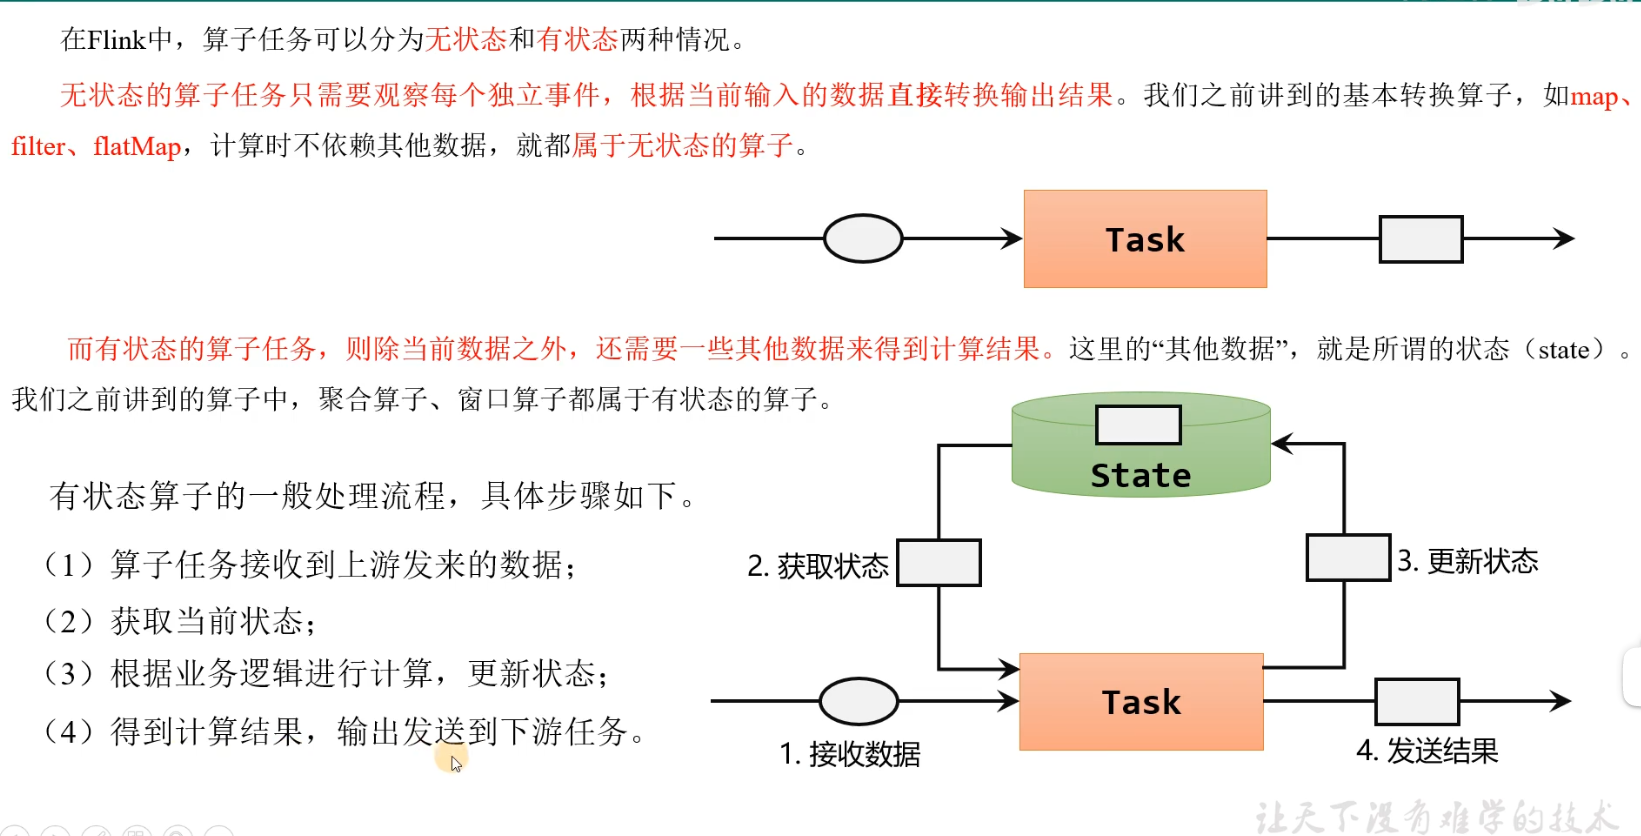 在Flink中，算子任务可以分为无状态和有状态两种情况。
无状态的算子任务只需要观察每个独立事件，根据当前输入的数据直接转换输出结果。我们之前讲到的基本转换算子，如map、
filter、flatMap，计算时不依赖其他数据，就都属于无状态的算子。
Task
而有状态的算子任务，则除当前数据之外，还需要一些其他数据来得到计算结果。这里的“其他数据”，就是所谓的状态（state）。
我们之前讲到的算子中，聚合算子、窗口算子都属于有状态的算子。
State
有状态算子的一般处理流程，具体步骤如下。
（1）算子任务接收到上游发来的数据；
2. 获取状态
3. 更新状态
（2）获取当前状态；
（3）根据业务逻辑进行计算，更新状态；
（4）得到计算结果，输出发送到下游任务。
Task
1. 接收数据
4. 发送结果
让天下没有难学的技术